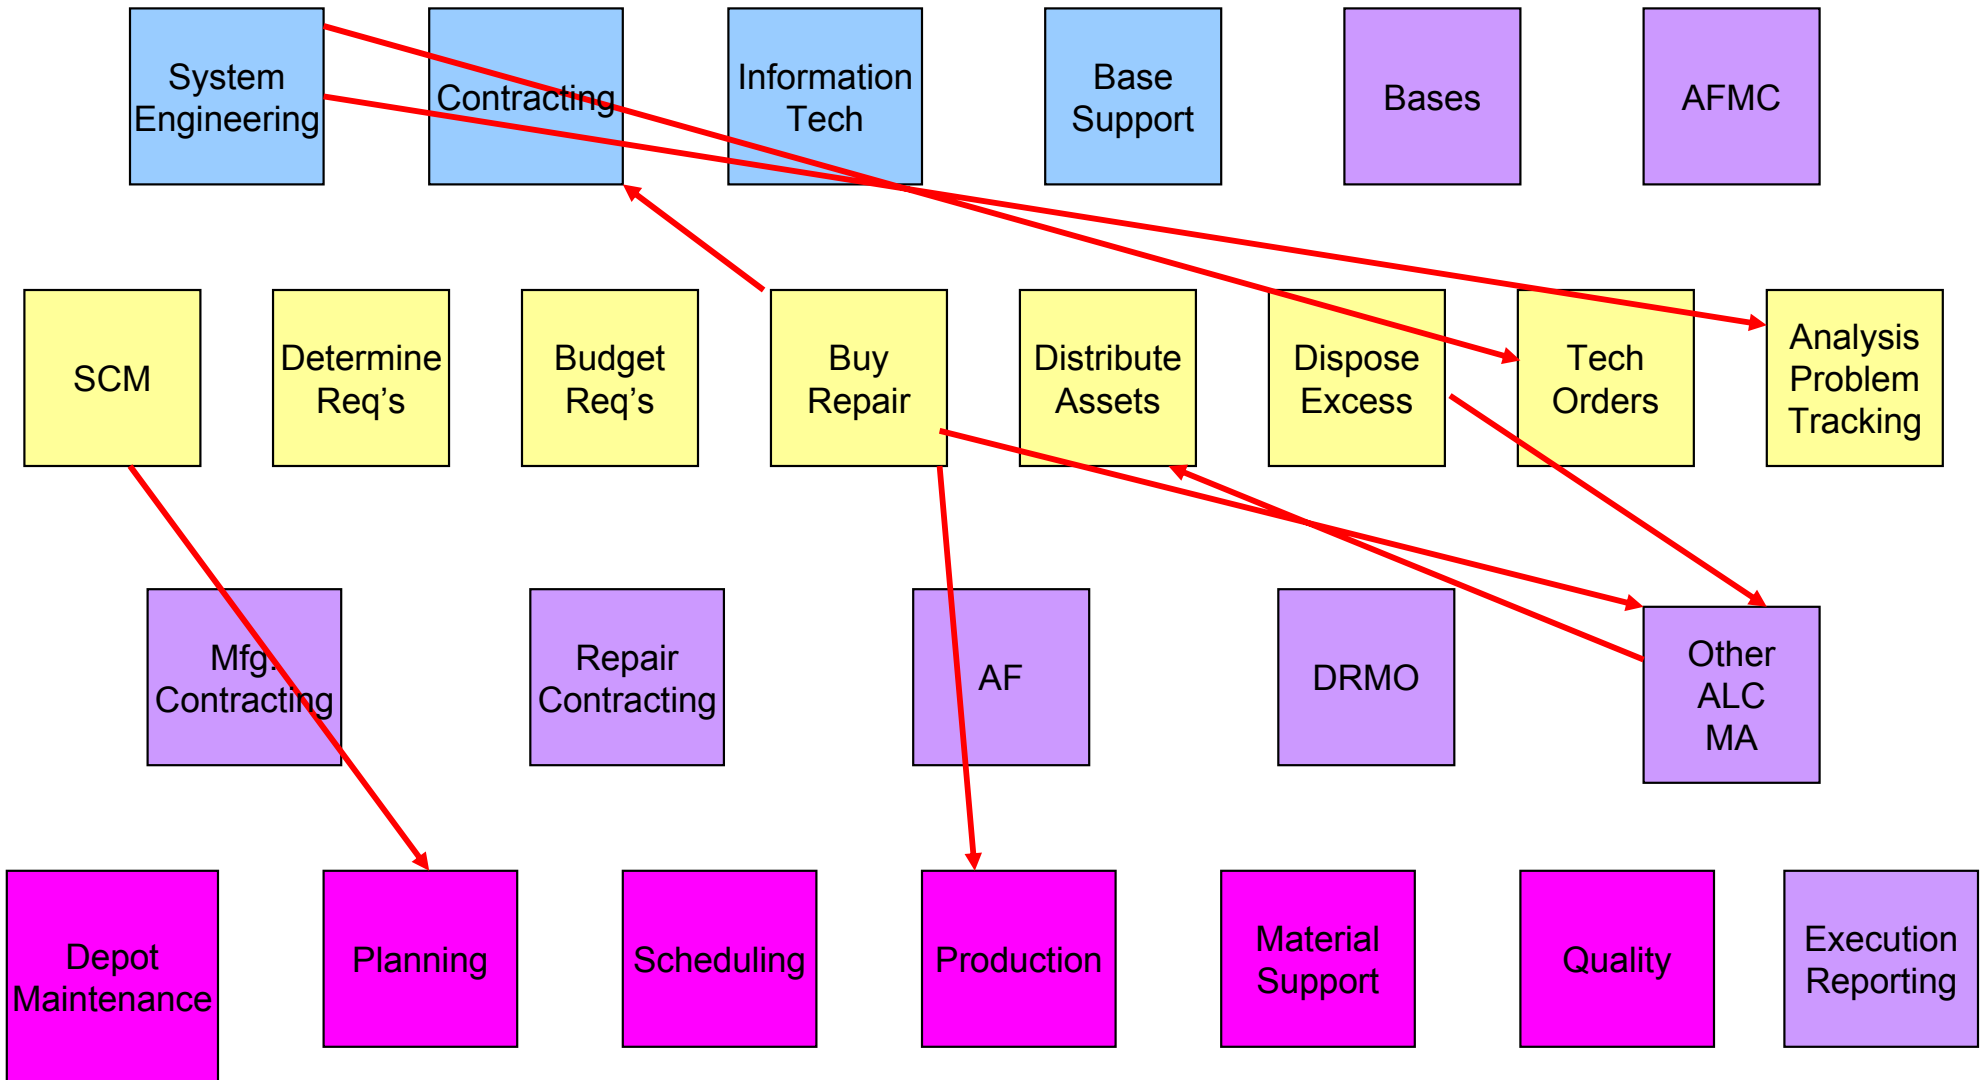 System
Engineering
Contracting
Information
Tech
Base
Support
Bases
AFMC
SCM
Determine
Req’s
Budget
Req’s
Buy
Repair
Distribute
Assets
Dispose
Excess
Tech
Orders
Analysis
Problem
Tracking
Mfg.
Contracting
Repair
Contracting
AF
DRMO
Other
ALC
MA
Depot
Maintenance
Planning
Scheduling
Production
Material
Support
Quality
Execution
Reporting